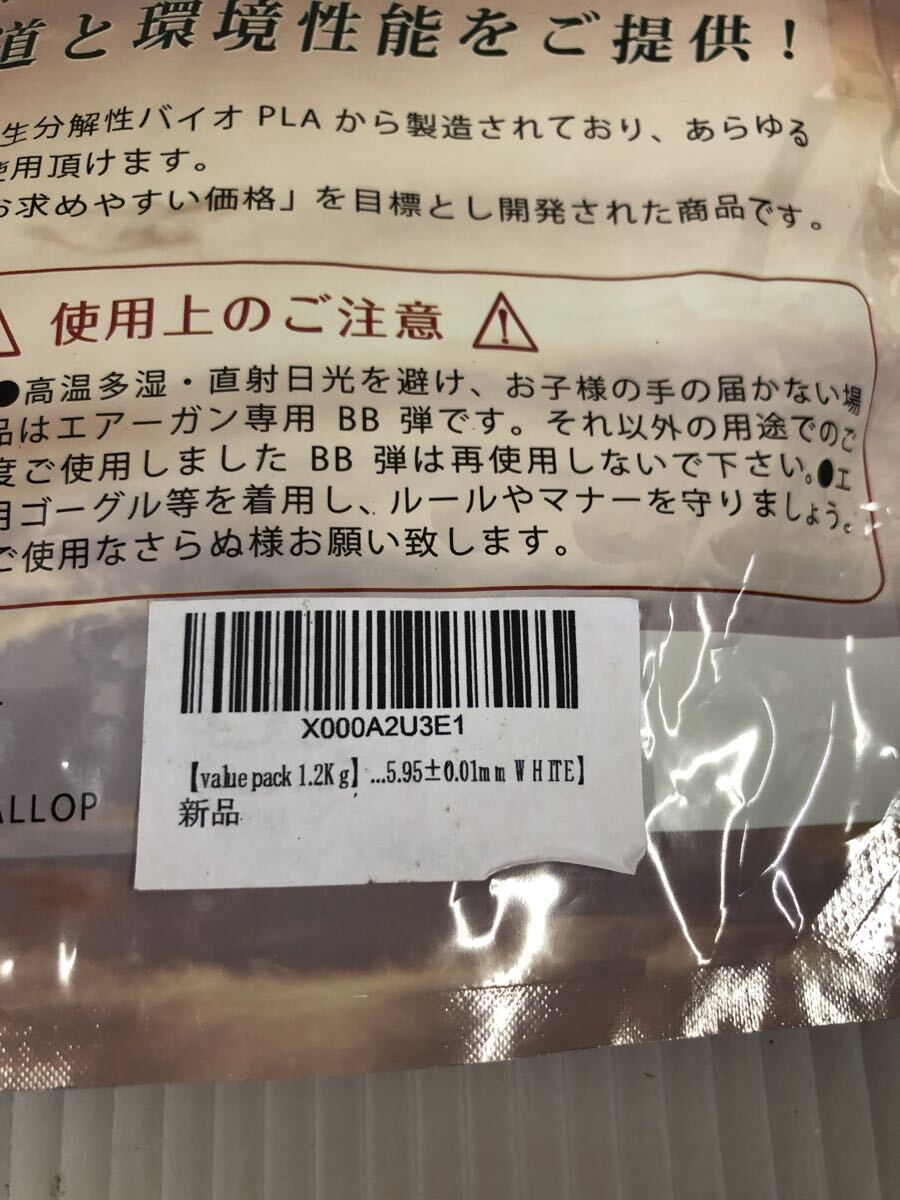 道と環境性能をご提供！
生分解性バイオ PLA から製造されており、あらゆる
使用頂けます。
お求めやすい価格」を目標とし開発された商品です。
使用上のご注意
●高温多湿・直射日光を避け、お子様の手の届かない場
品はエアーガン専用 BB 弾です。それ以外の用途でのご
度ご使用しました BB 弾は再使用しないで下さい。●エ
用ゴーグル等を着用し、ルールやマナーを守りましょう。
ご使用なさらぬ様お願い致します。
X000A2U3E1
【value pack 1.2Kg】...5.95±0.01mm WHITE】
新品
ALLOP